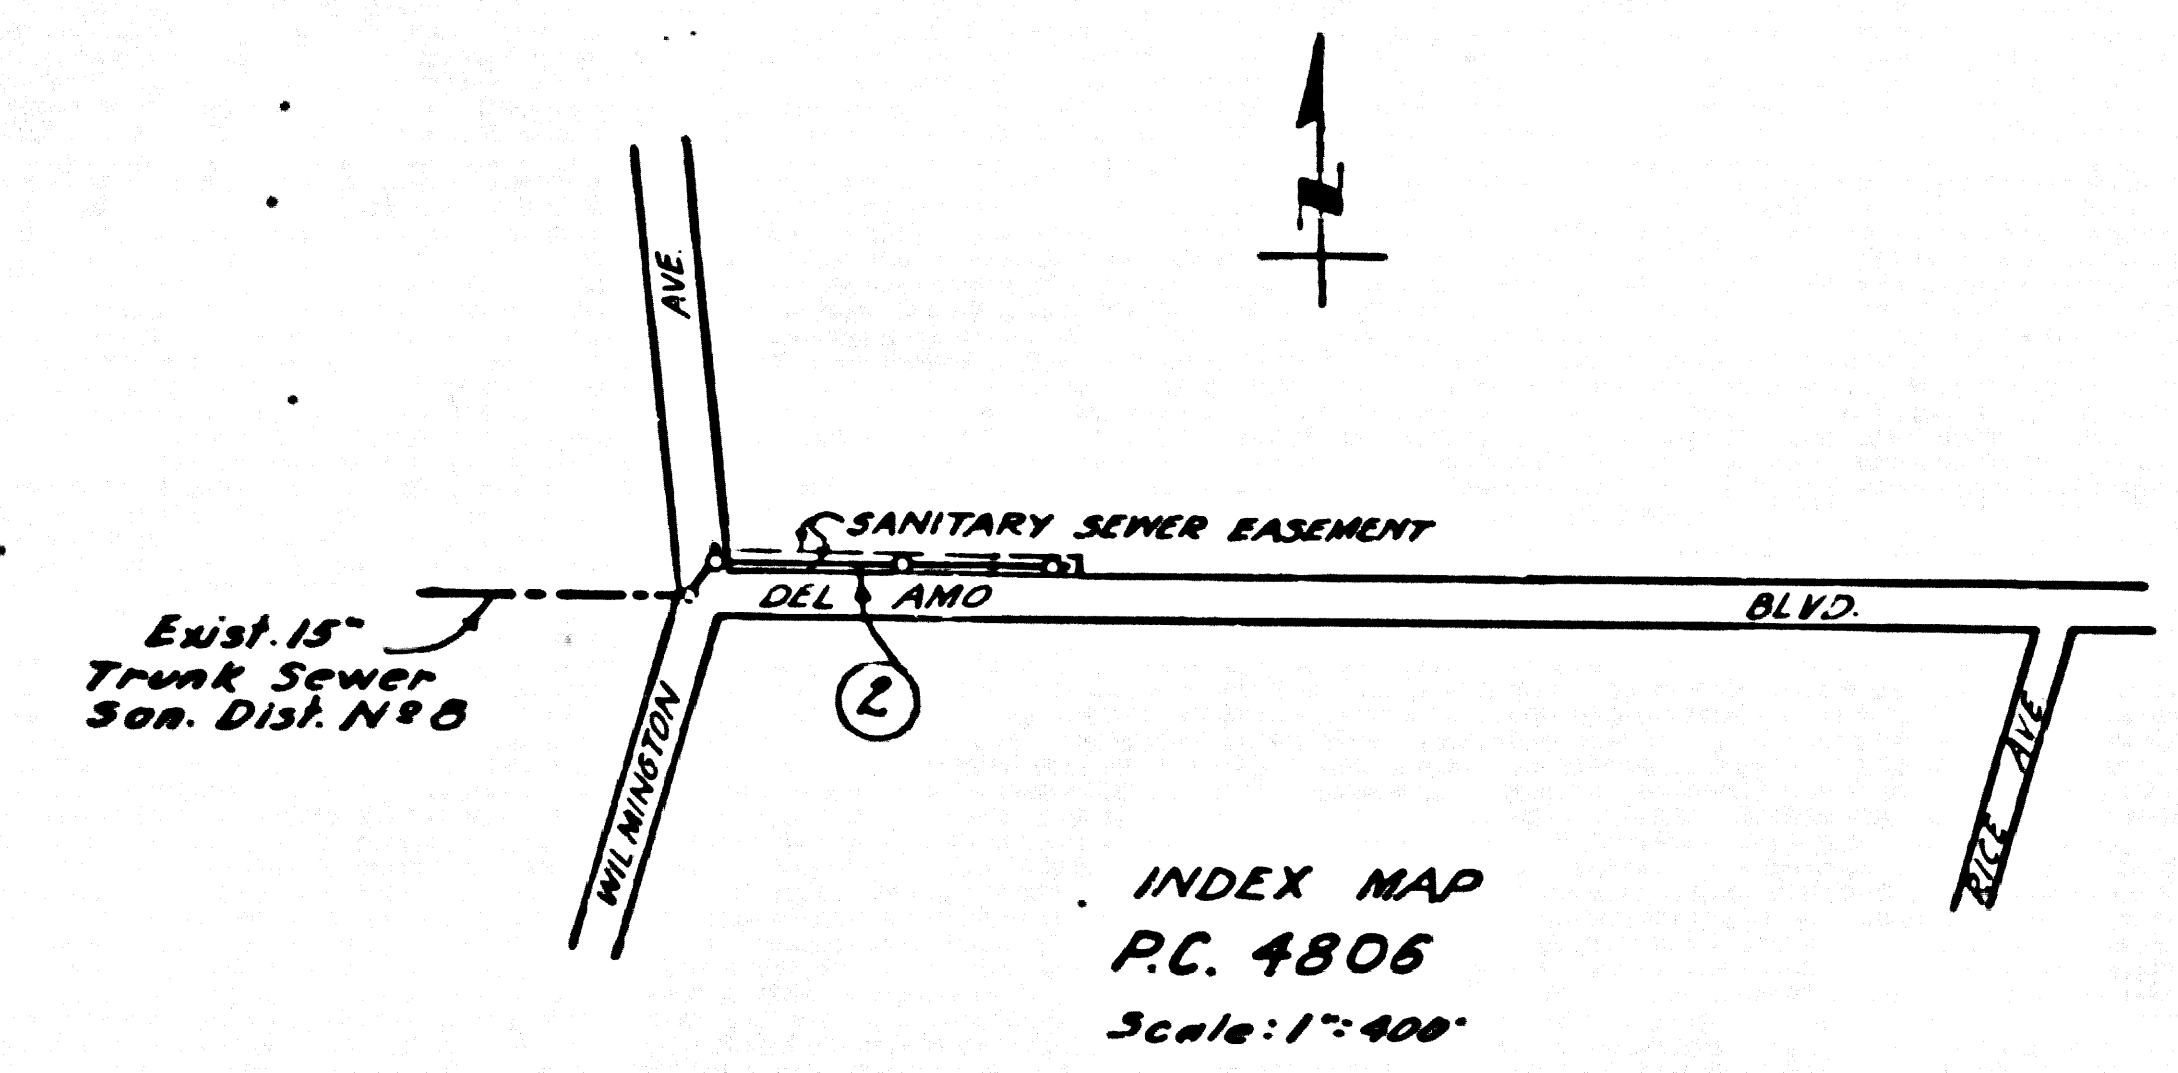 N
AVE.
SANITARY SEWER EASEMENT
DEL AMO BLVD.
Exist. 15"
Trunk Sewer
San. Dist. Nº 8
2
WILMINGTON
RICE AVE
INDEX MAP
P.C. 4806
Scale: 1"=400'